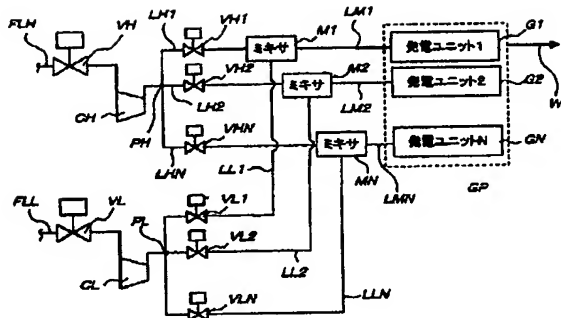 FLH
VH
LH1
VH1
ミキサ
M1
LM1
発電ユニット1
G1
W
CH
PH
LH2
VH2
ミキサ
M2
LM2
発電ユニット2
G2
LHN
VHN
LL1
ミキサ
MN
LMN
発電ユニットN
GN
GP
FLL
VL
CL
PL
VL1
VL2
LL2
VLN
LLN